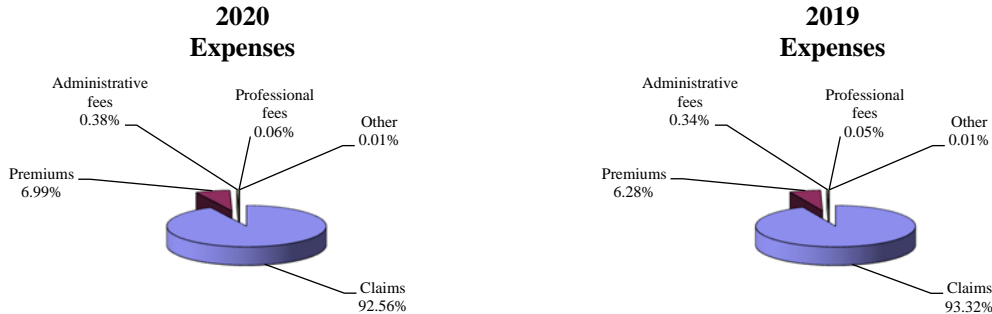 2020
Expenses
Administrative
fees
0.38%
Professional
fees
0.06%
Other
0.01%
Premiums
6.99%
Claims
92.56%
2019
Expenses
Administrative
fees
0.34%
Professional
fees
0.05%
Other
0.01%
Premiums
6.28%
Claims
93.32%